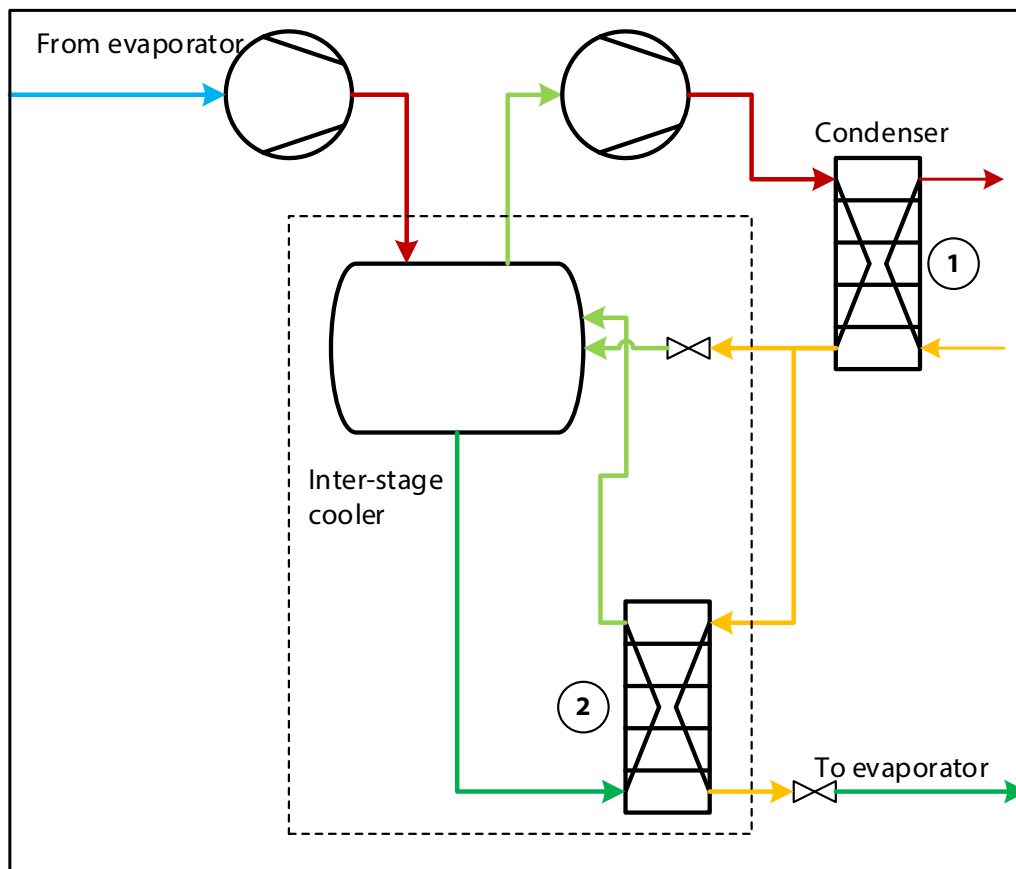 From evaporator
Condenser
1
Inter-stage
cooler
2
To evaporator